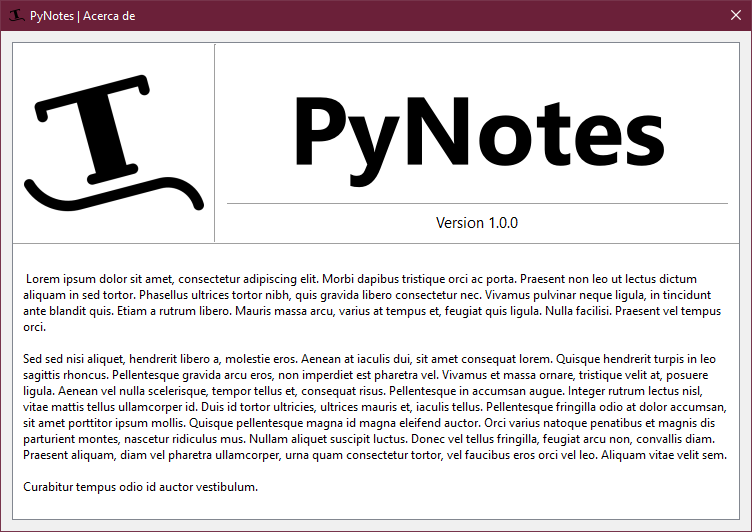 PyNotes | Acerca de
PyNotes
Version 1.0.0
Lorem ipsum dolor sit amet, consectetur adipiscing elit. Morbi dapibus tristique orci ac porta. Praesent non leo ut lectus dictum
aliquam in sed tortor. Phasellus ultrices tortor nibh, quis gravida libero consectetur nec. Vivamus pulvinar neque ligula, in tincidunt
ante blandit quis. Etiam a rutrum libero. Mauris massa arcu, varius at tempus et, feugiat quis ligula. Nulla facilisi. Praesent vel tempus
orci.
Sed sed nisi aliquet, hendrerit libero a, molestie eros. Aenean at iaculis dui, sit amet consequat lorem. Quisque hendrerit turpis in leo
sagittis rhoncus. Pellentesque gravida arcu eros, non imperdiet est pharetra vel. Vivamus et massa ornare, tristique velit at, posuere
ligula. Aenean vel nulla scelerisque, tempor tellus et, consequat risus. Pellentesque in accumsan augue. Integer rutrum lectus nisl,
vitae mattis tellus ullamcorper id. Duis id tortor ultricies, ultrices mauris et, iaculis tellus. Pellentesque fringilla odio at dolor accumsan,
sit amet porttitor ipsum mollis. Quisque pellentesque magna id magna eleifend auctor. Orci varius natoque penatibus et magnis dis
parturient montes, nascetur ridiculus mus. Nullam aliquet suscipit luctus. Donec vel tellus fringilla, feugiat arcu non, convallis diam.
Praesent aliquam, diam vel pharetra ullamcorper, urna quam consectetur tortor, vel faucibus eros orci vel leo. Aliquam vitae velit sem.
Curabitur tempus odio id auctor vestibulum.